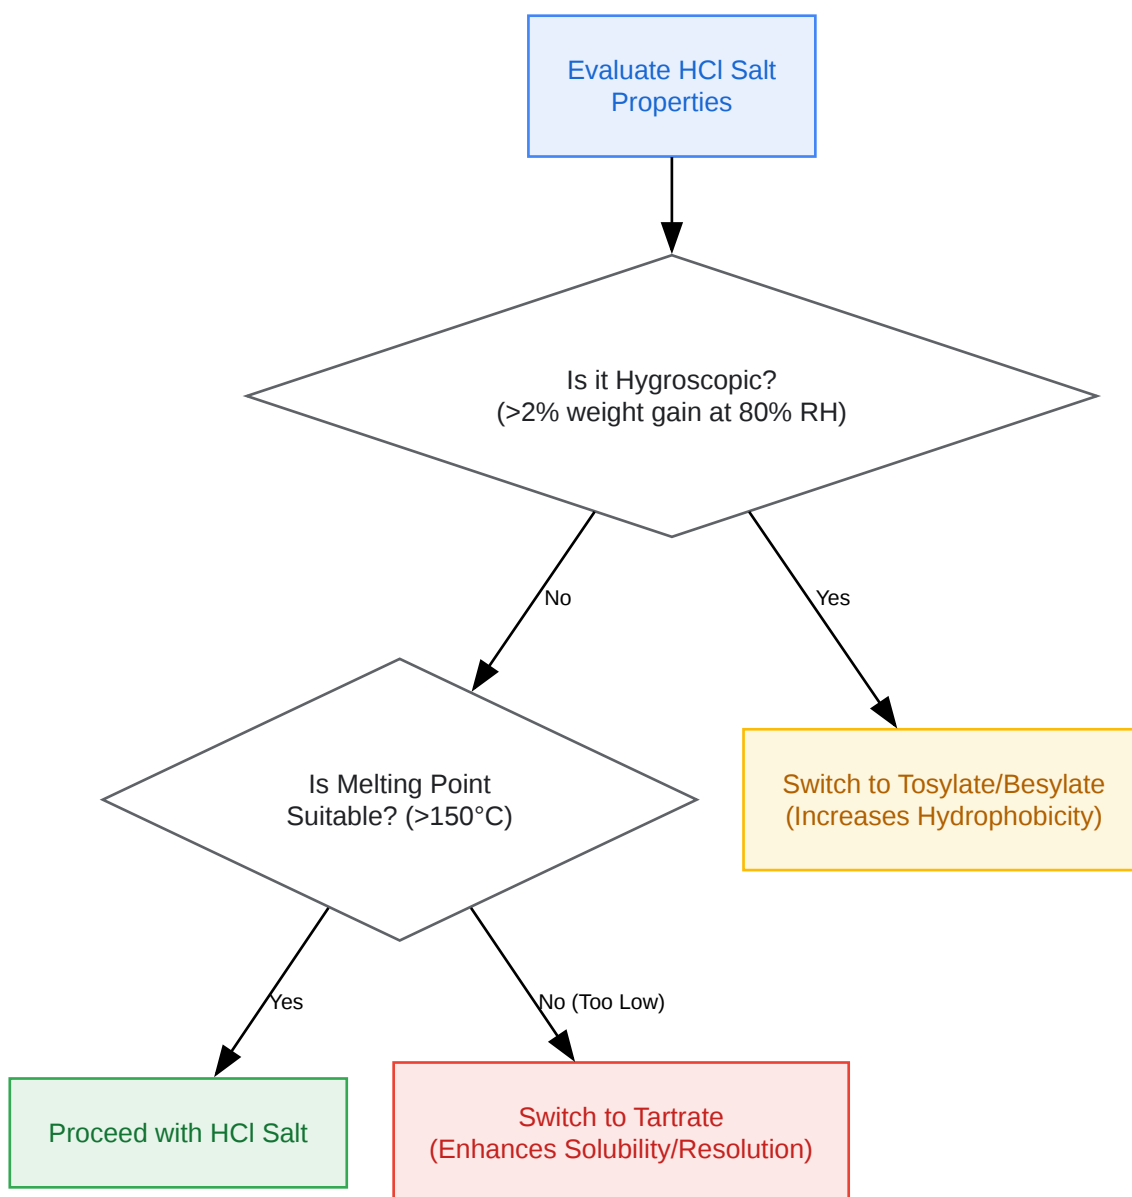 Evaluate HCl Salt
Properties
Is it Hygroscopic?
(>2% weight gain at 80% RH)
No
Yes
Is Melting Point
Suitable? (>150°C)
Switch to Tosylate/Besylate
(Increases Hydrophobicity)
Yes
No (Too Low)
Proceed with HCl Salt
Switch to Tartrate
(Enhances Solubility/Resolution)